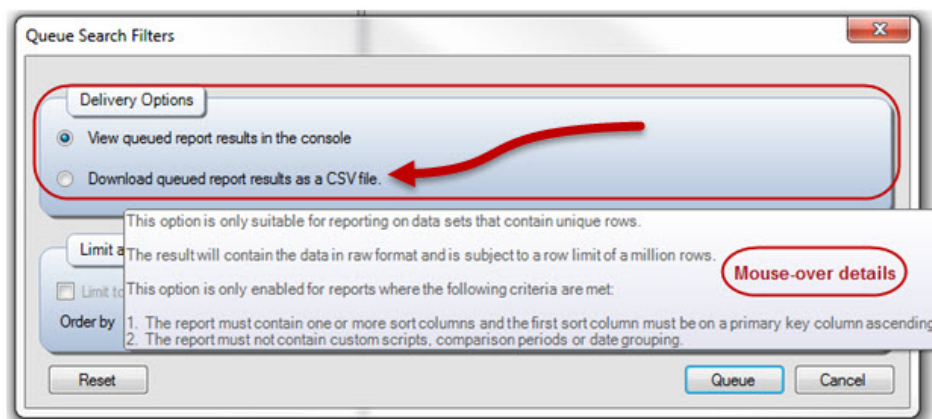 Queue Search Filters
Delivery Options
View queued report results in the console
Download queued report results as a CSV file.
This option is only suitable for reporting on data sets that contain unique rows.
Limit a
The result will contain the data in raw format and is subject to a row limit of a million rows.
Mouse-over details
Limit to
This option is only enabled for reports where the following criteria are met:
Order by
1. The report must contain one or more sort columns and the first sort column must be on a primary key column ascending
2. The report must not contain custom scripts, comparison periods or date grouping.
Reset
Queue
Cancel